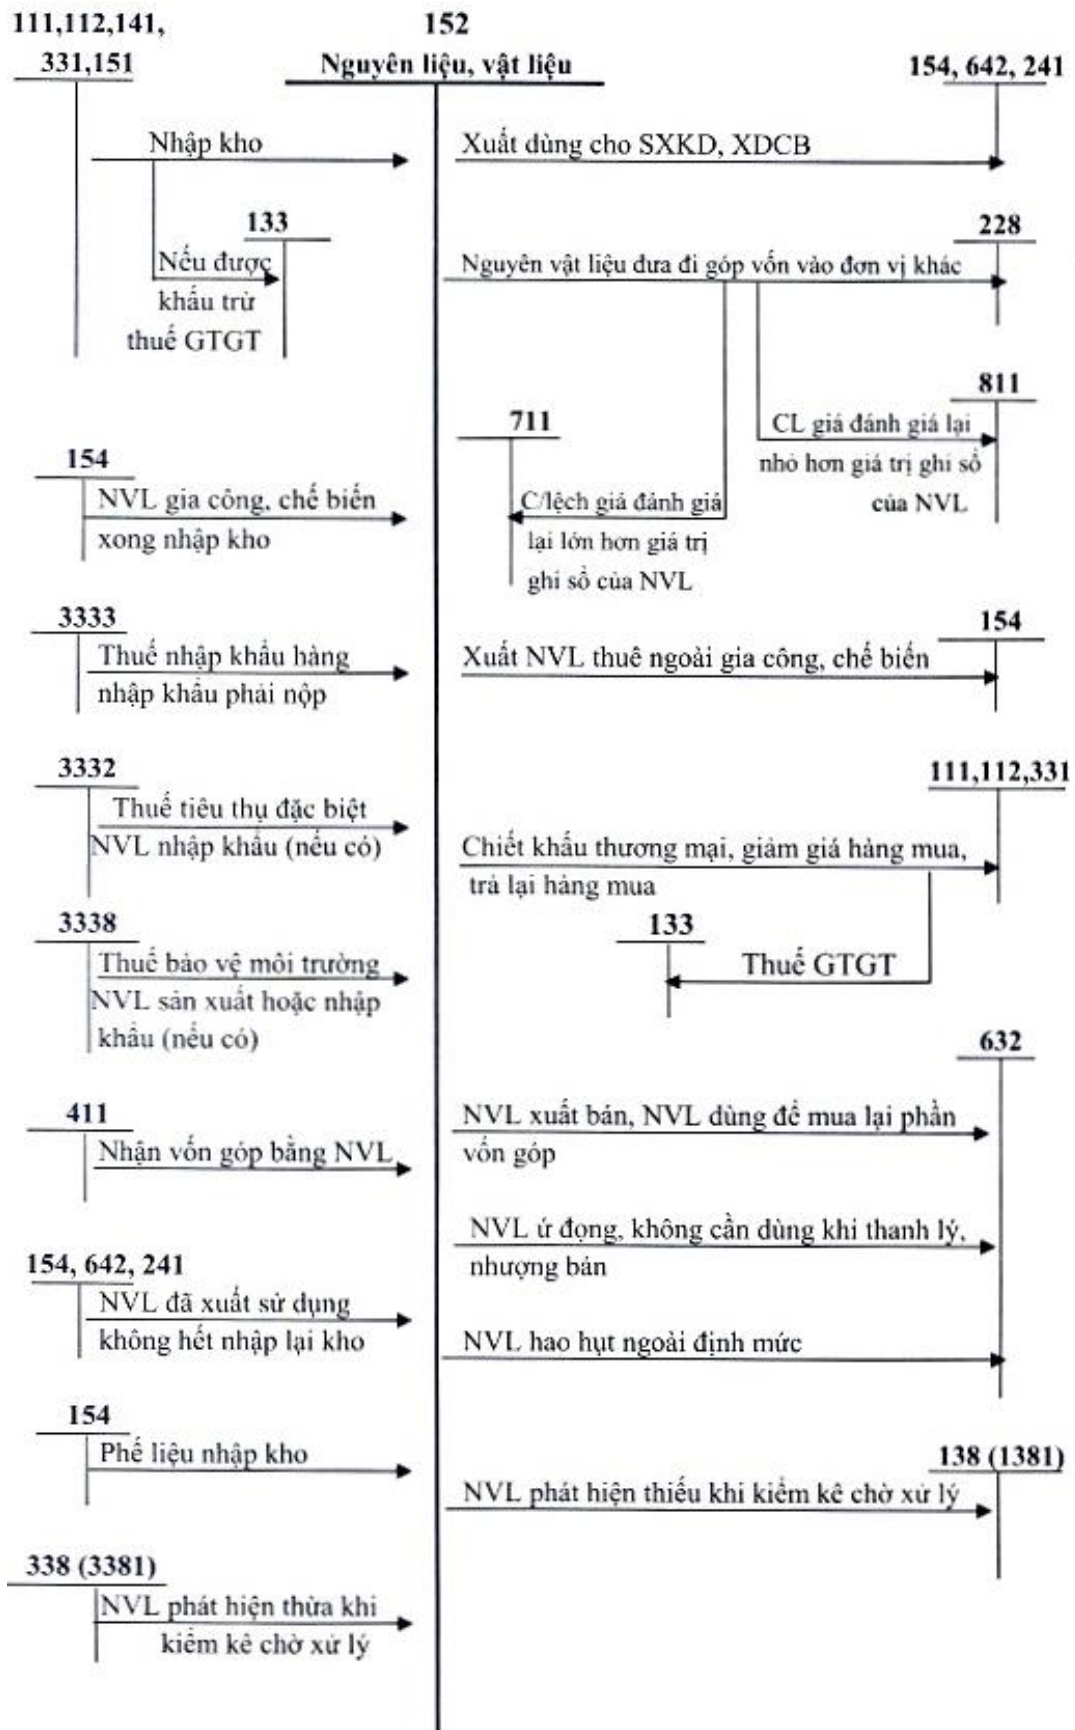 111,112,141,
331,151
152
Nguyên liệu, vật liệu
154, 642, 241
Nhập kho
Xuất dùng cho SXKD, XDCB
133
Nếu được
khấu trừ
thuế GTGT
228
Nguyên vật liệu đưa đi góp vốn vào đơn vị khác
811
CL giá đánh giá lại
nhỏ hơn giá trị ghi sổ
của NVL
711
C/lệch giá đánh giá
lại lớn hơn giá trị
ghi sổ của NVL
154
NVL gia công, chế biến
xong nhập kho
3333
Thuế nhập khẩu hàng
nhập khẩu phải nộp
154
Xuất NVL thuê ngoài gia công, chế biến
3332
Thuế tiêu thụ đặc biệt
NVL nhập khẩu (nếu có)
111,112,331
Chiết khấu thương mại, giảm giá hàng mua,
trả lại hàng mua
133
Thuế GTGT
3338
Thuế bảo vệ môi trường
NVL sản xuất hoặc nhập
khẩu (nếu có)
632
411
Nhận vốn góp bằng NVL
NVL xuất bán, NVL dùng để mua lại phần
vốn góp
NVL ứ đọng, không cần dùng khi thanh lý,
nhượng bán
154, 642, 241
NVL đã xuất sử dụng
không hết nhập lại kho
NVL hao hụt ngoài định mức
154
Phế liệu nhập kho
138 (1381)
NVL phát hiện thiếu khi kiểm kê chờ xử lý
338 (3381)
NVL phát hiện thừa khi
kiểm kê chờ xử lý